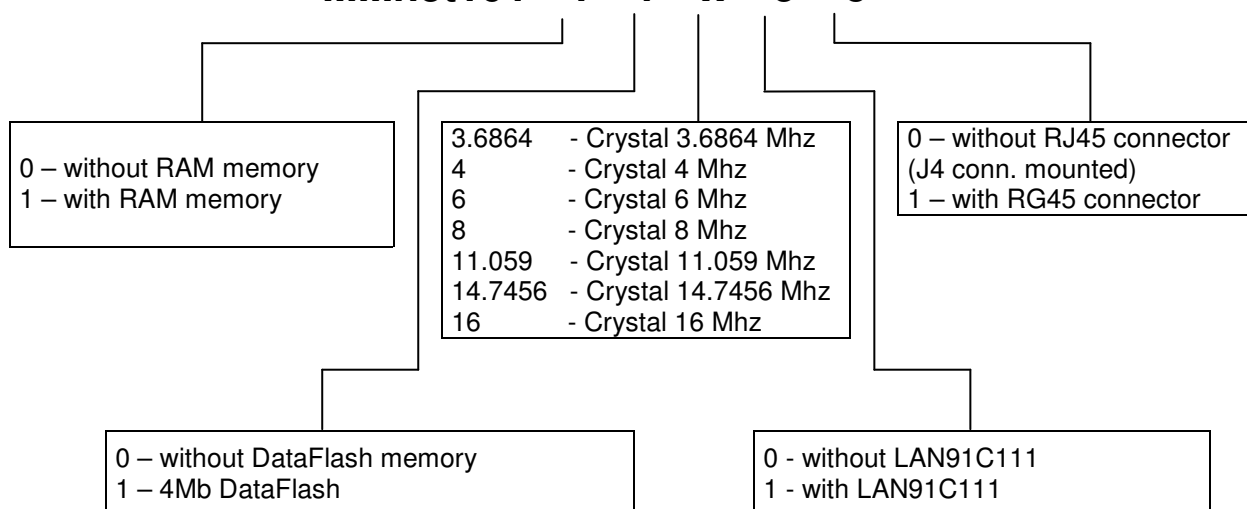 0 – without RAM memory
1 – with RAM memory
3.6864 - Crystal 3.6864 Mhz
4 - Crystal 4 Mhz
6 - Crystal 6 Mhz
8 - Crystal 8 Mhz
11.059 - Crystal 11.059 Mhz
14.7456 - Crystal 14.7456 Mhz
16 - Crystal 16 Mhz
0 – without RJ45 connector
(J4 conn. mounted)
1 – with RG45 connector
0 – without DataFlash memory
1 – 4Mb DataFlash
0 - without LAN91C111
1 - with LAN91C111